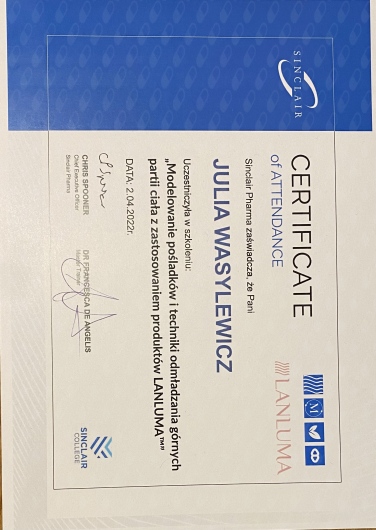 SINCLAIR
CERTIFICATE
of ATTENDANCE
LANLUMA
Sinclair Pharma zaświadcza, że Pani
JULIA WASYLEWICZ
Uczestniczyła w szkoleniu:
„Modelowanie pośladków i techniki odmładzania górnych
partii ciała z zastosowaniem produktów LANLUMA™”
DATA: 2.04.2022r.
CHRIS SPOONER
Chief Executive Officer
Sinclair Pharma
DR FRANCESCA DE ANGELIS
Master Trainer
SINCLAIR
COLLEGE